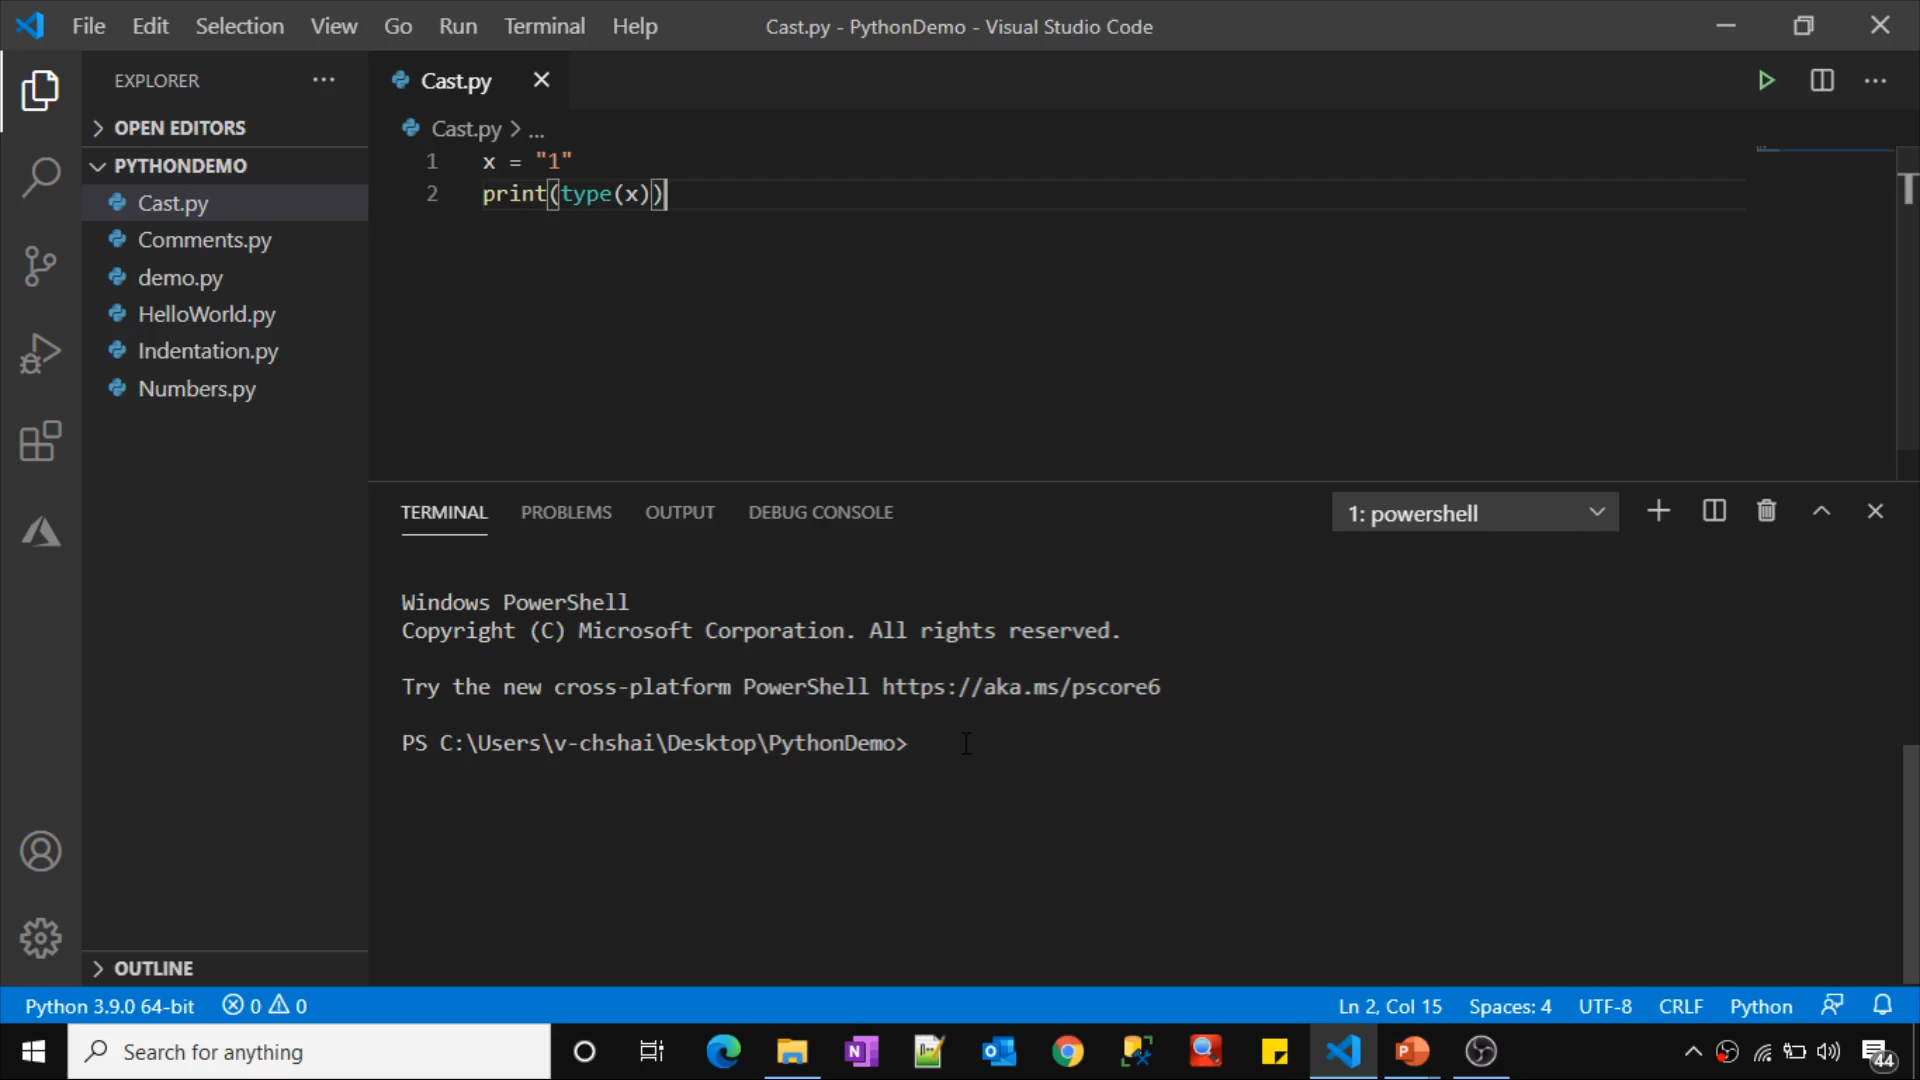 File Edit Selection View Go Run Terminal Help
Cast.py - PythonDemo - Visual Studio Code
EXPLORER
OPEN EDITORS
PYTHONDEMO
Cast.py
Comments.py
demo.py
HelloWorld.py
Indentation.py
Numbers.py
OUTLINE
Cast.py
Cast.py > ...
1 x = "1"
2 print(type(x))
TERMINAL PROBLEMS OUTPUT DEBUG CONSOLE
1: powershell
Windows PowerShell
Copyright (C) Microsoft Corporation. All rights reserved.
Try the new cross-platform PowerShell https://aka.ms/pscore6
PS C:\Users\v-chshai\Desktop\PythonDemo>
Python 3.9.0 64-bit 0 0
Ln 2, Col 15 Spaces: 4 UTF-8 CRLF Python
Search for anything
44